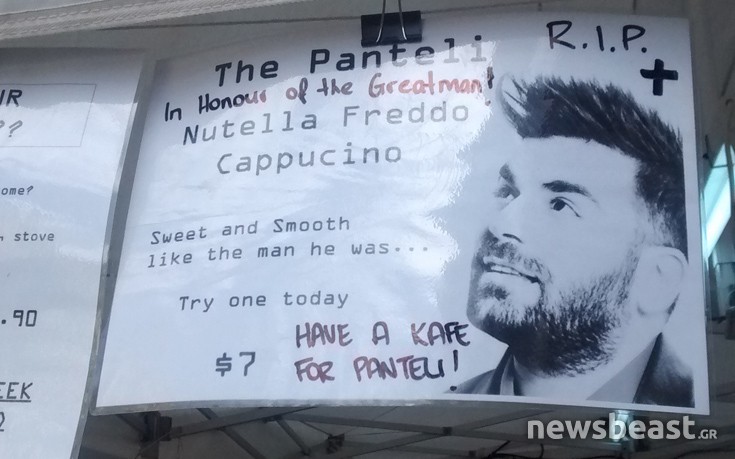 The Panteli
R.I.P.
In Honour of the Greatman!
Nutella Freddo
Cappucino
Sweet and Smooth
like the man he was...
Try one today
$7
HAVE A KAFE
FOR PANTELI!
??
ome?
stove
.90
EEK
newsbeast.GR